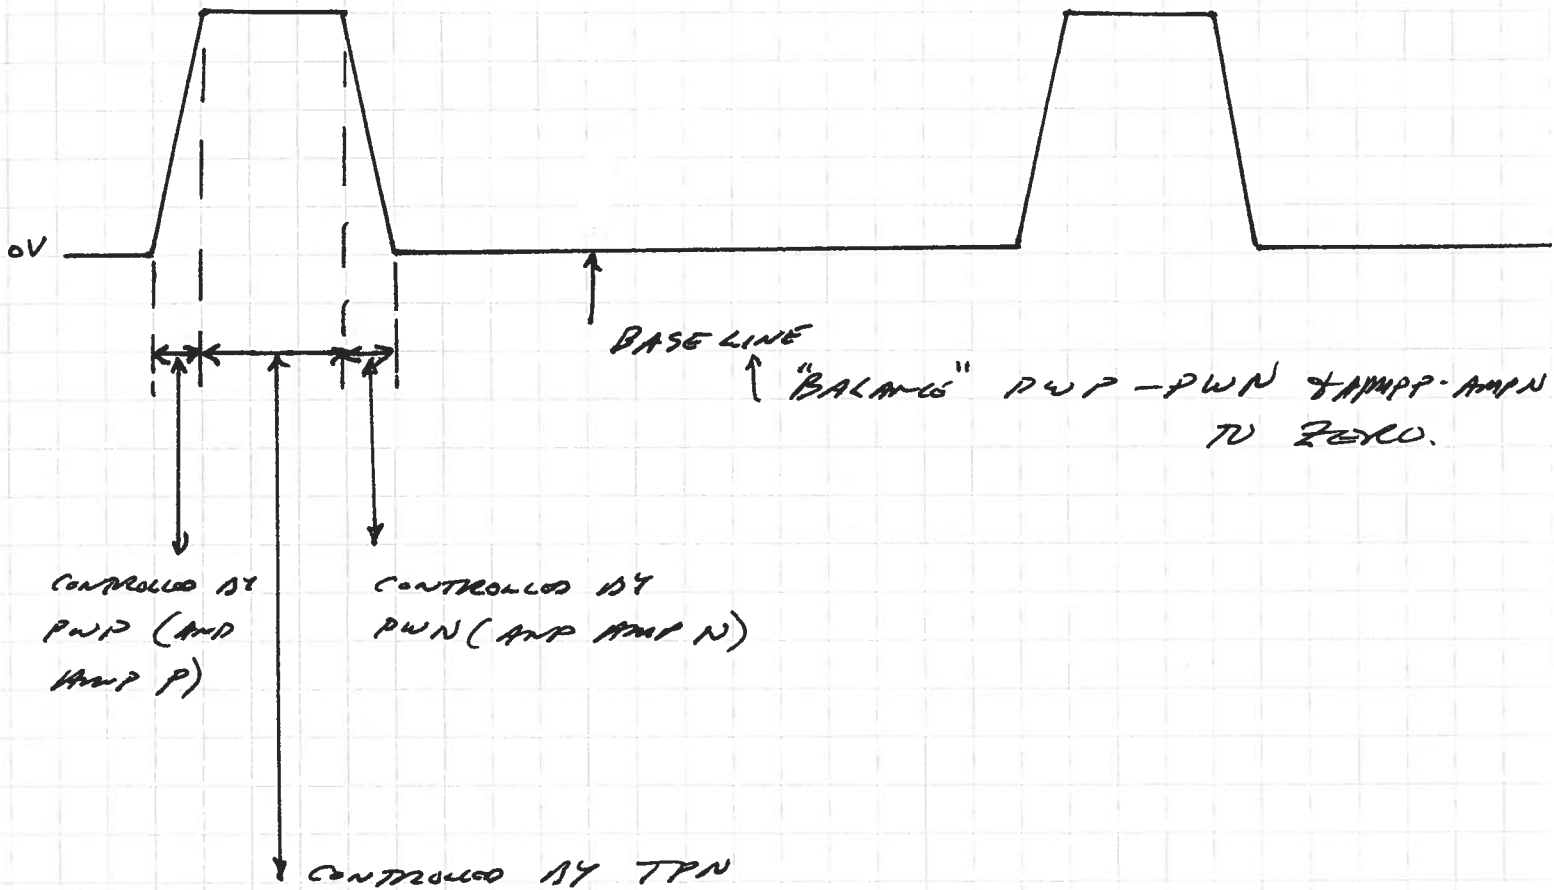 0V
BASE LINE
"BALANCE" PWP - PWN & AMPP - AMPN
TO ZERO.
CONTROLLED BY
PWP (AND
AMP P)
CONTROLLED BY
PWN (AND AMP N)
CONTROLLED BY TPN